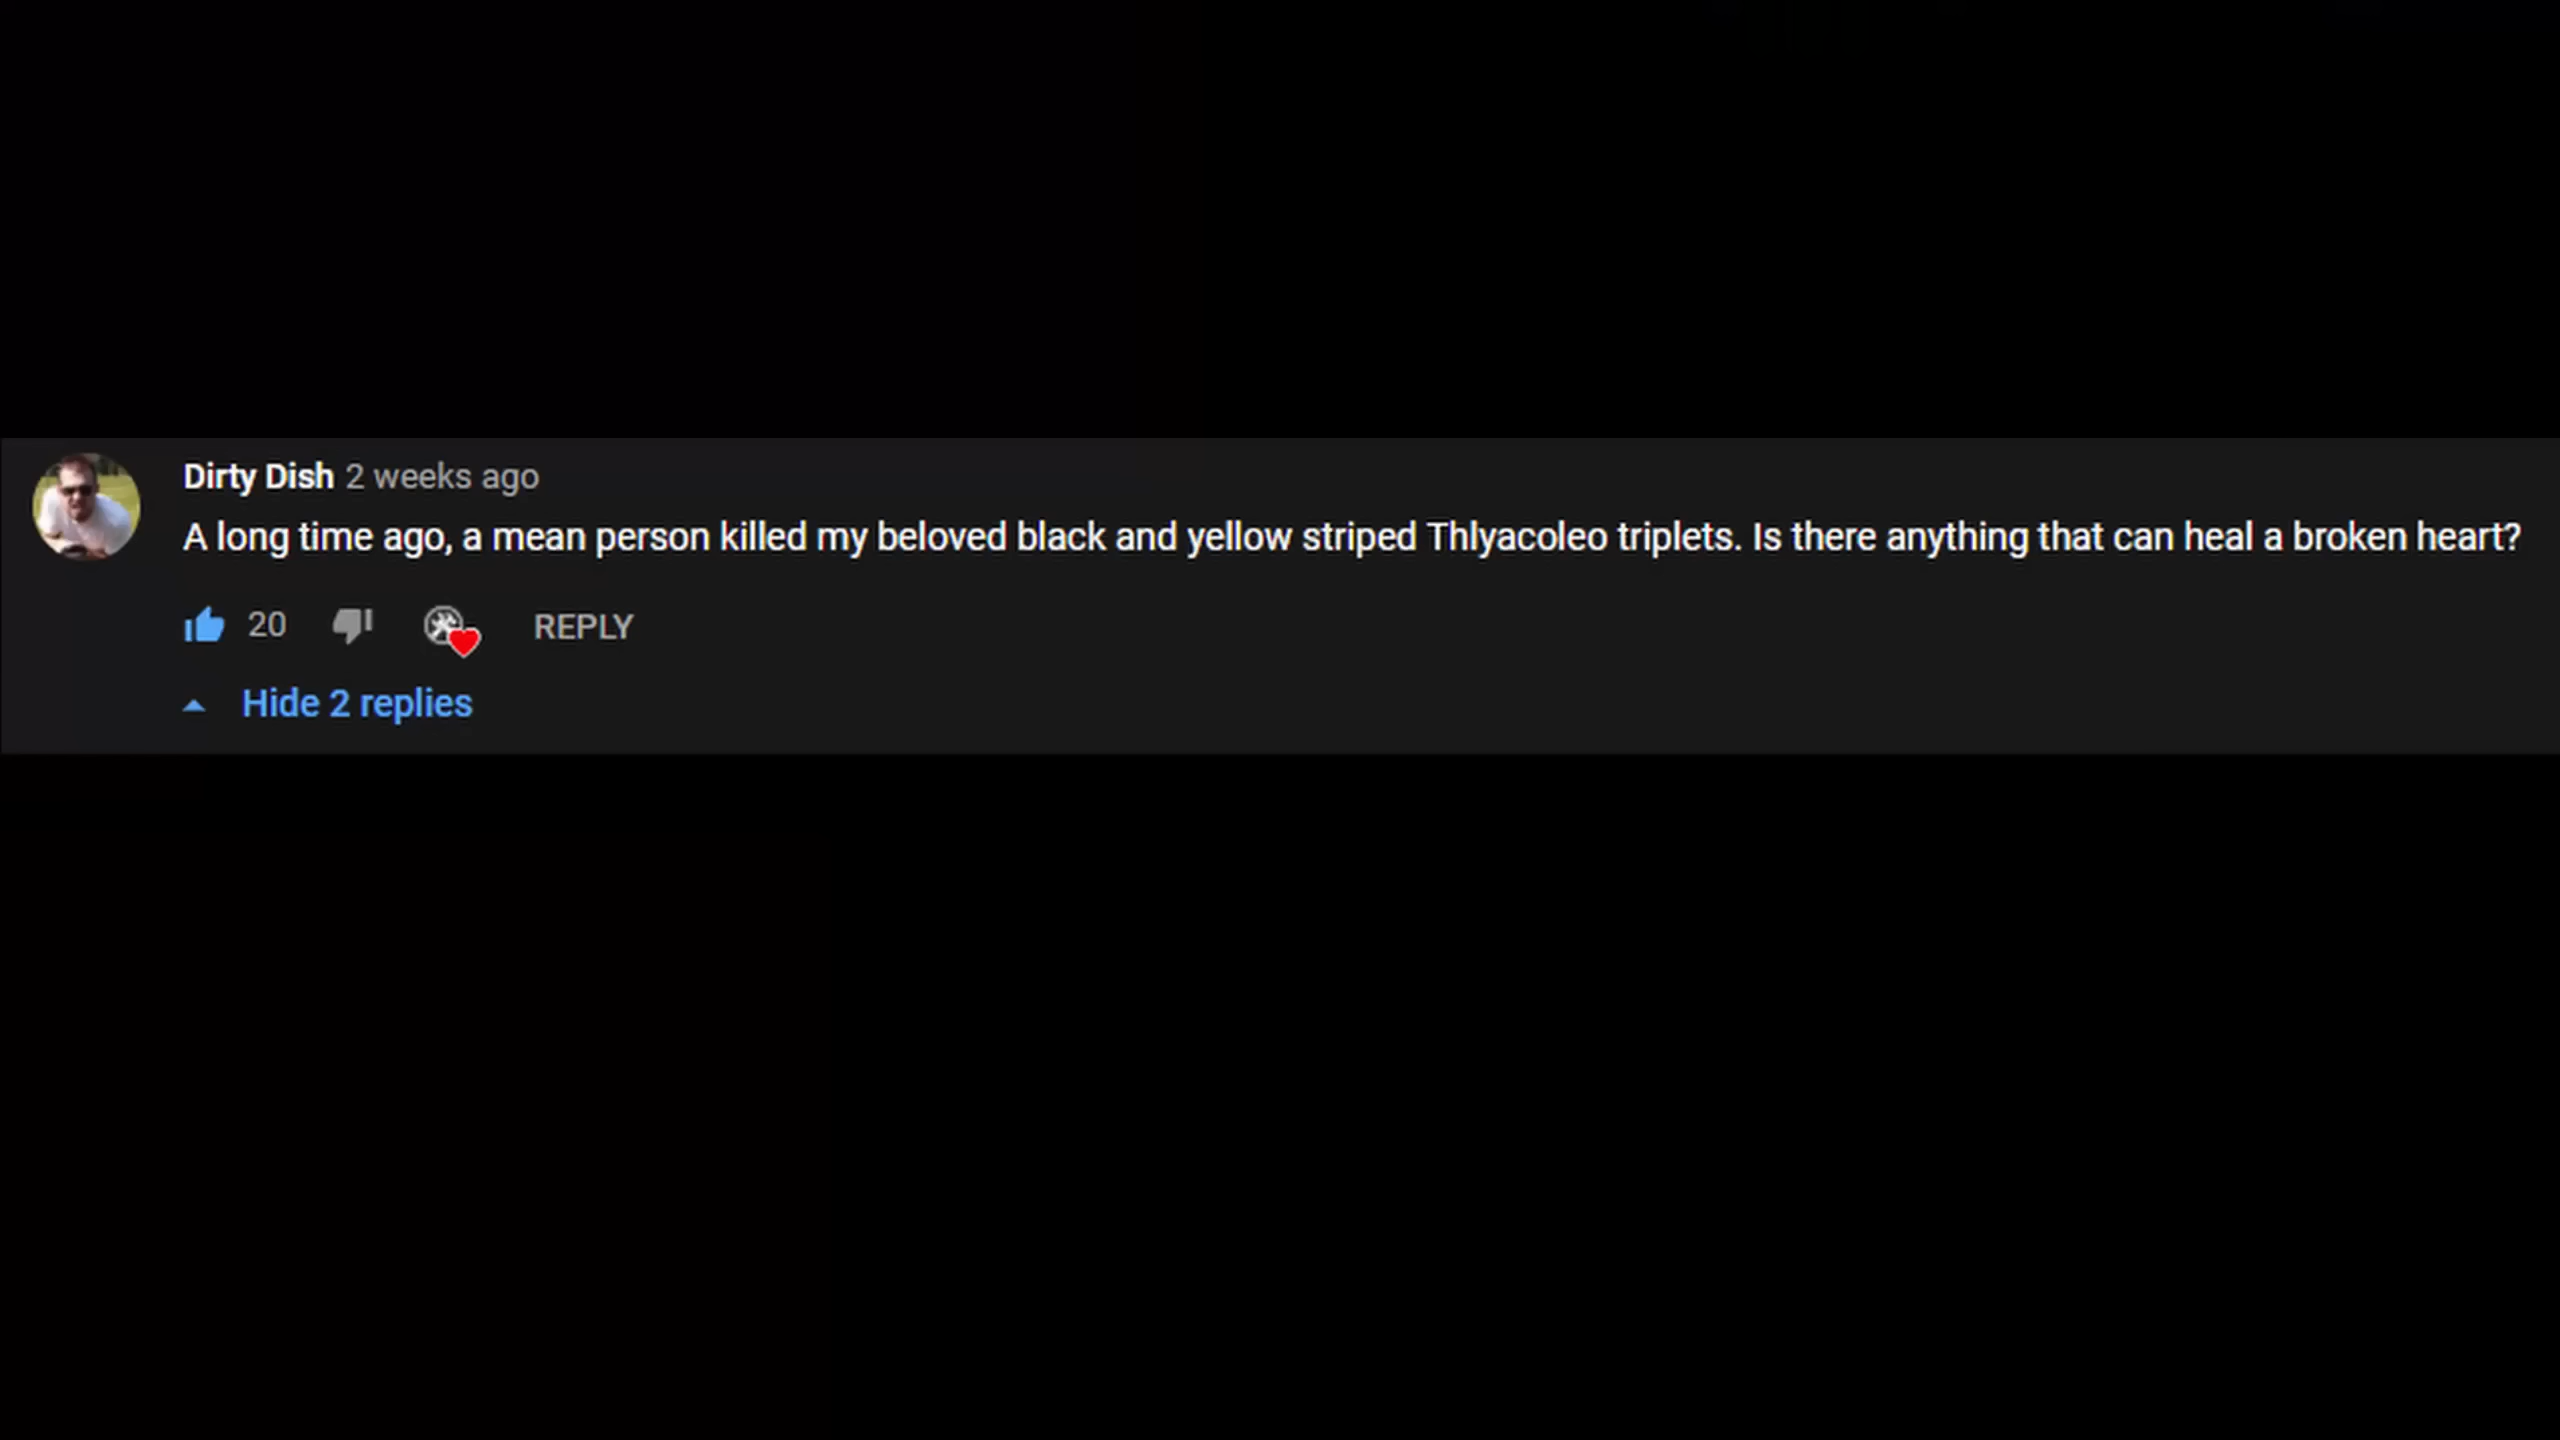 Dirty Dish 2 weeks ago
A long time ago, a mean person killed my beloved black and yellow striped Thlyacoleo triplets. Is there anything that can heal a broken heart?
20 REPLY
Hide 2 replies